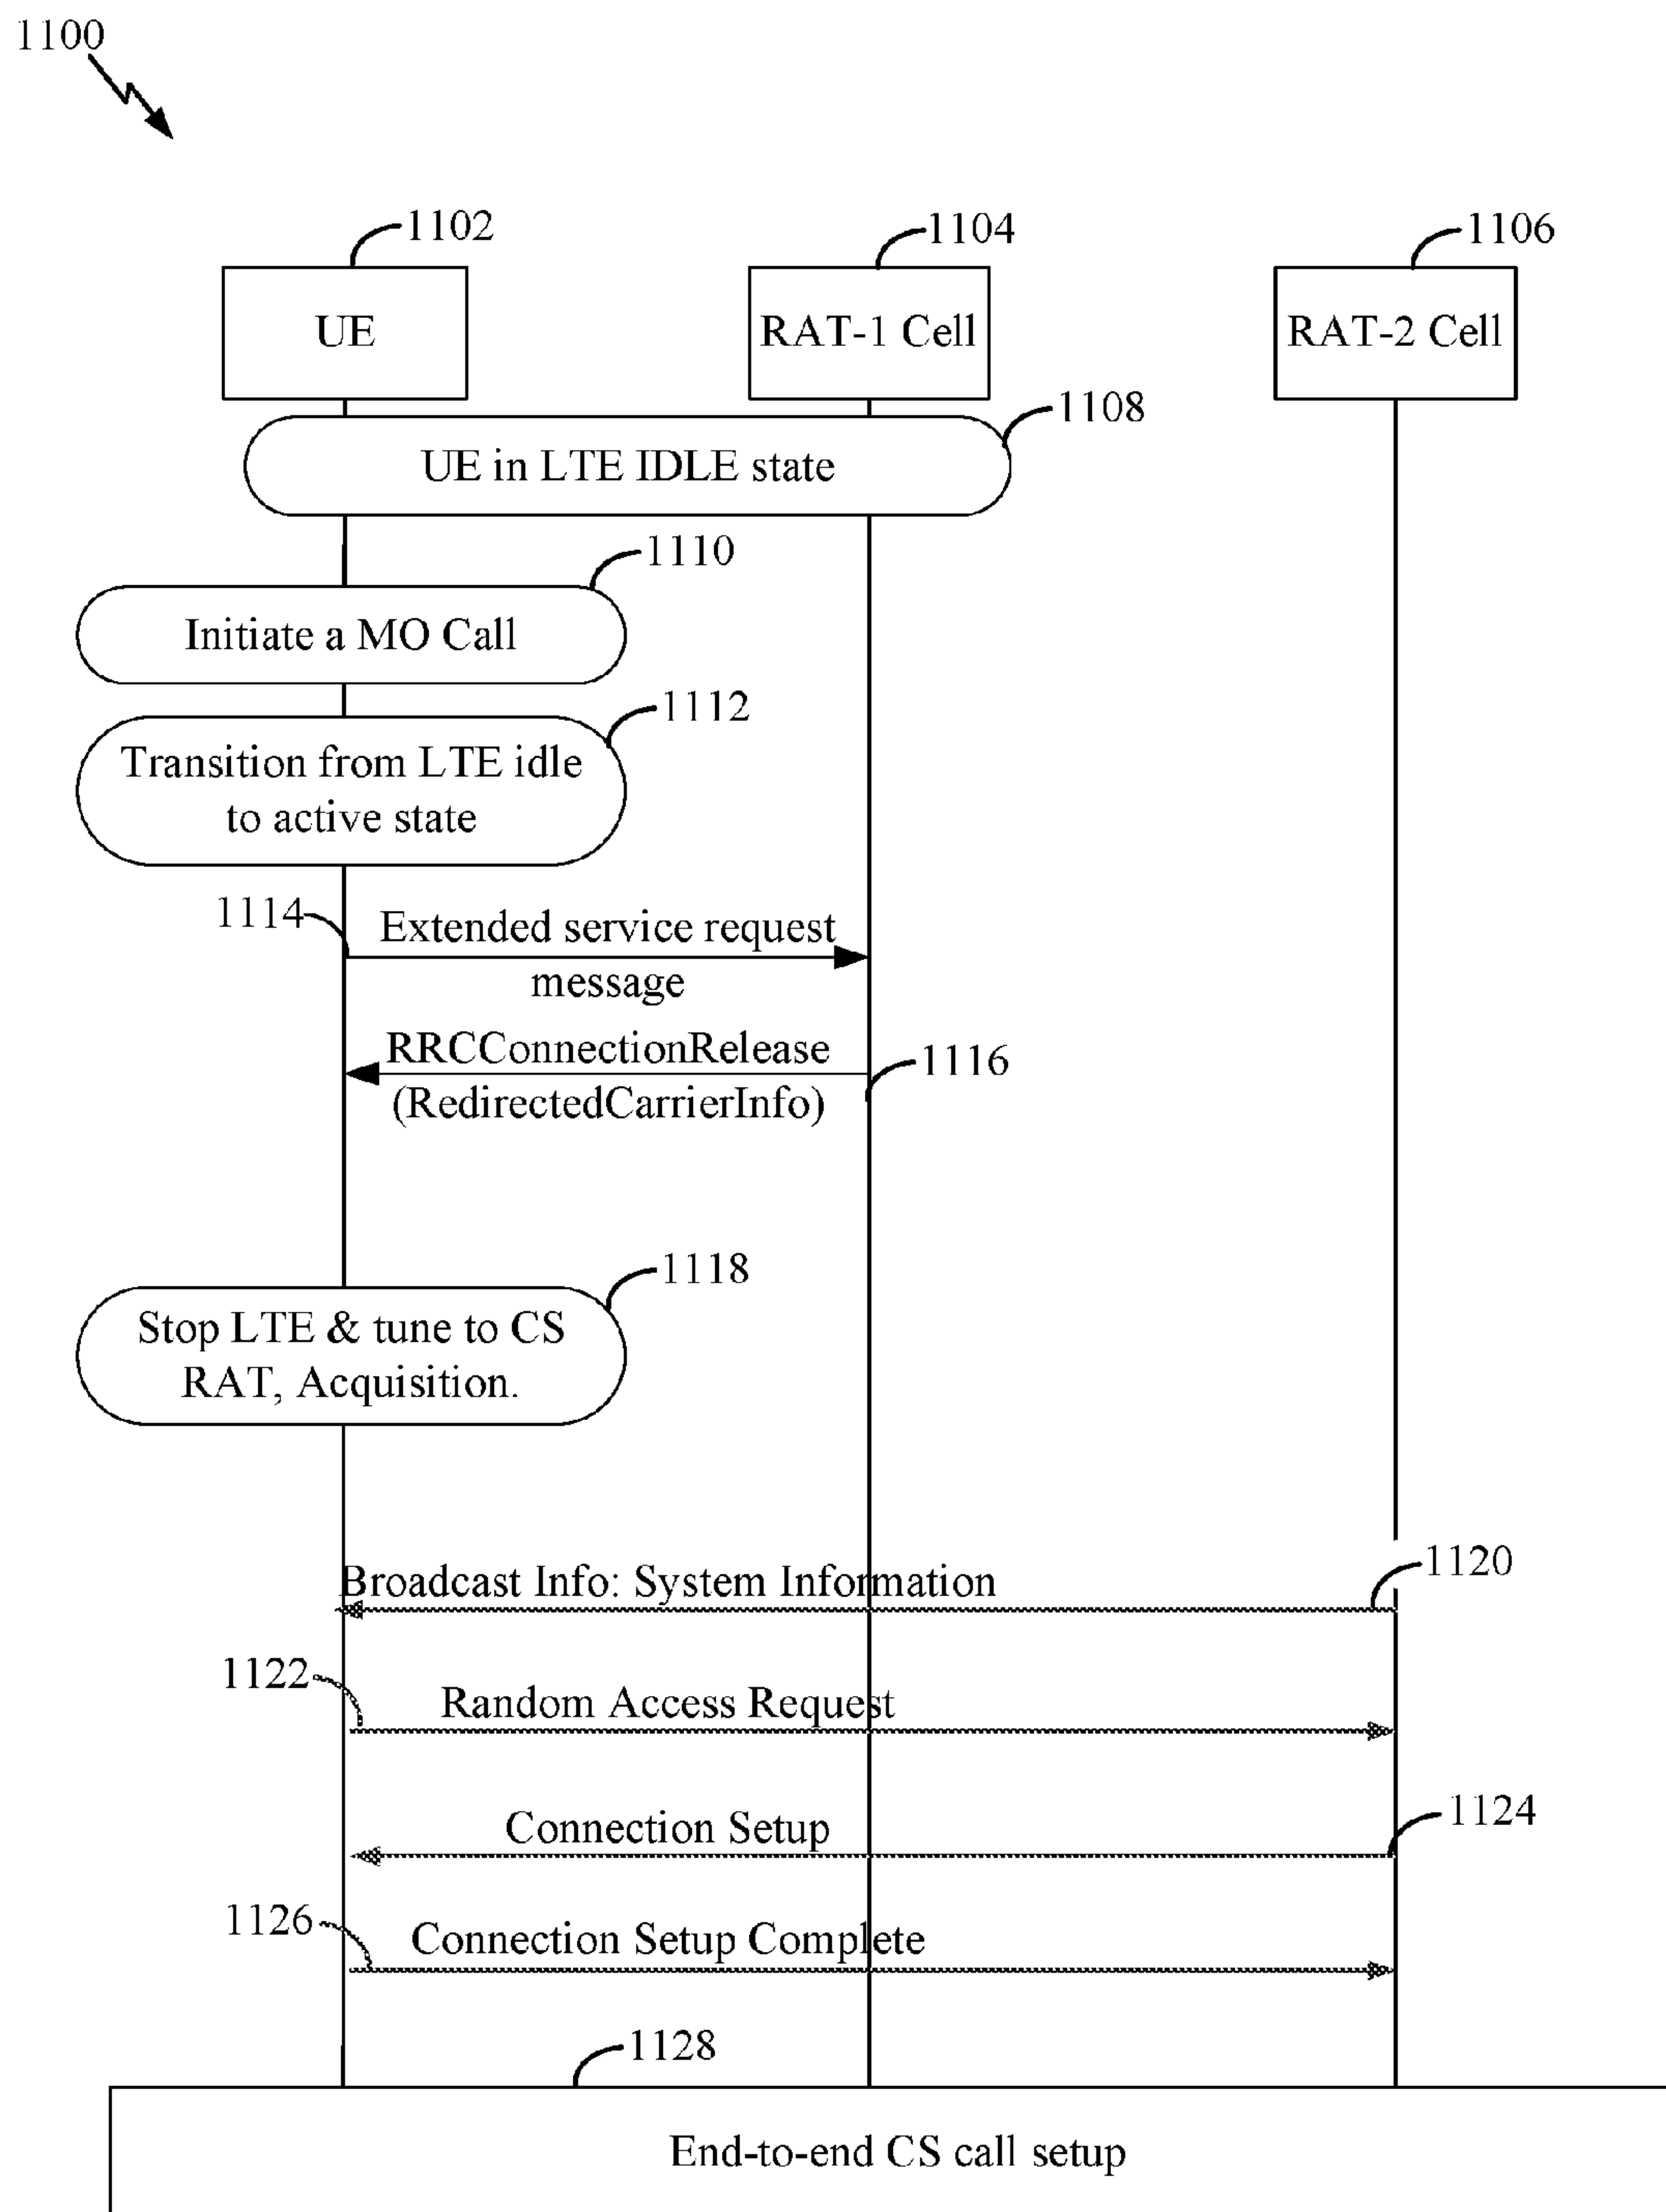 1100
1102
1104
1106
UE
RAT-1 Cell
RAT-2 Cell
1108
UE in LTE IDLE state
1110
Initiate a MO Call
1112
Transition from LTE idle
to active state
1114
Extended service request
message
RRCConnectionRelease
1116
(RedirectedCarrierInfo)
1118
Stop LTE & tune to CS
RAT, Acquisition.
1120
Broadcast Info: System Information
1122
Random Access Request
1124
Connection Setup
1126
Connection Setup Complete
1128
End-to-end CS call setup